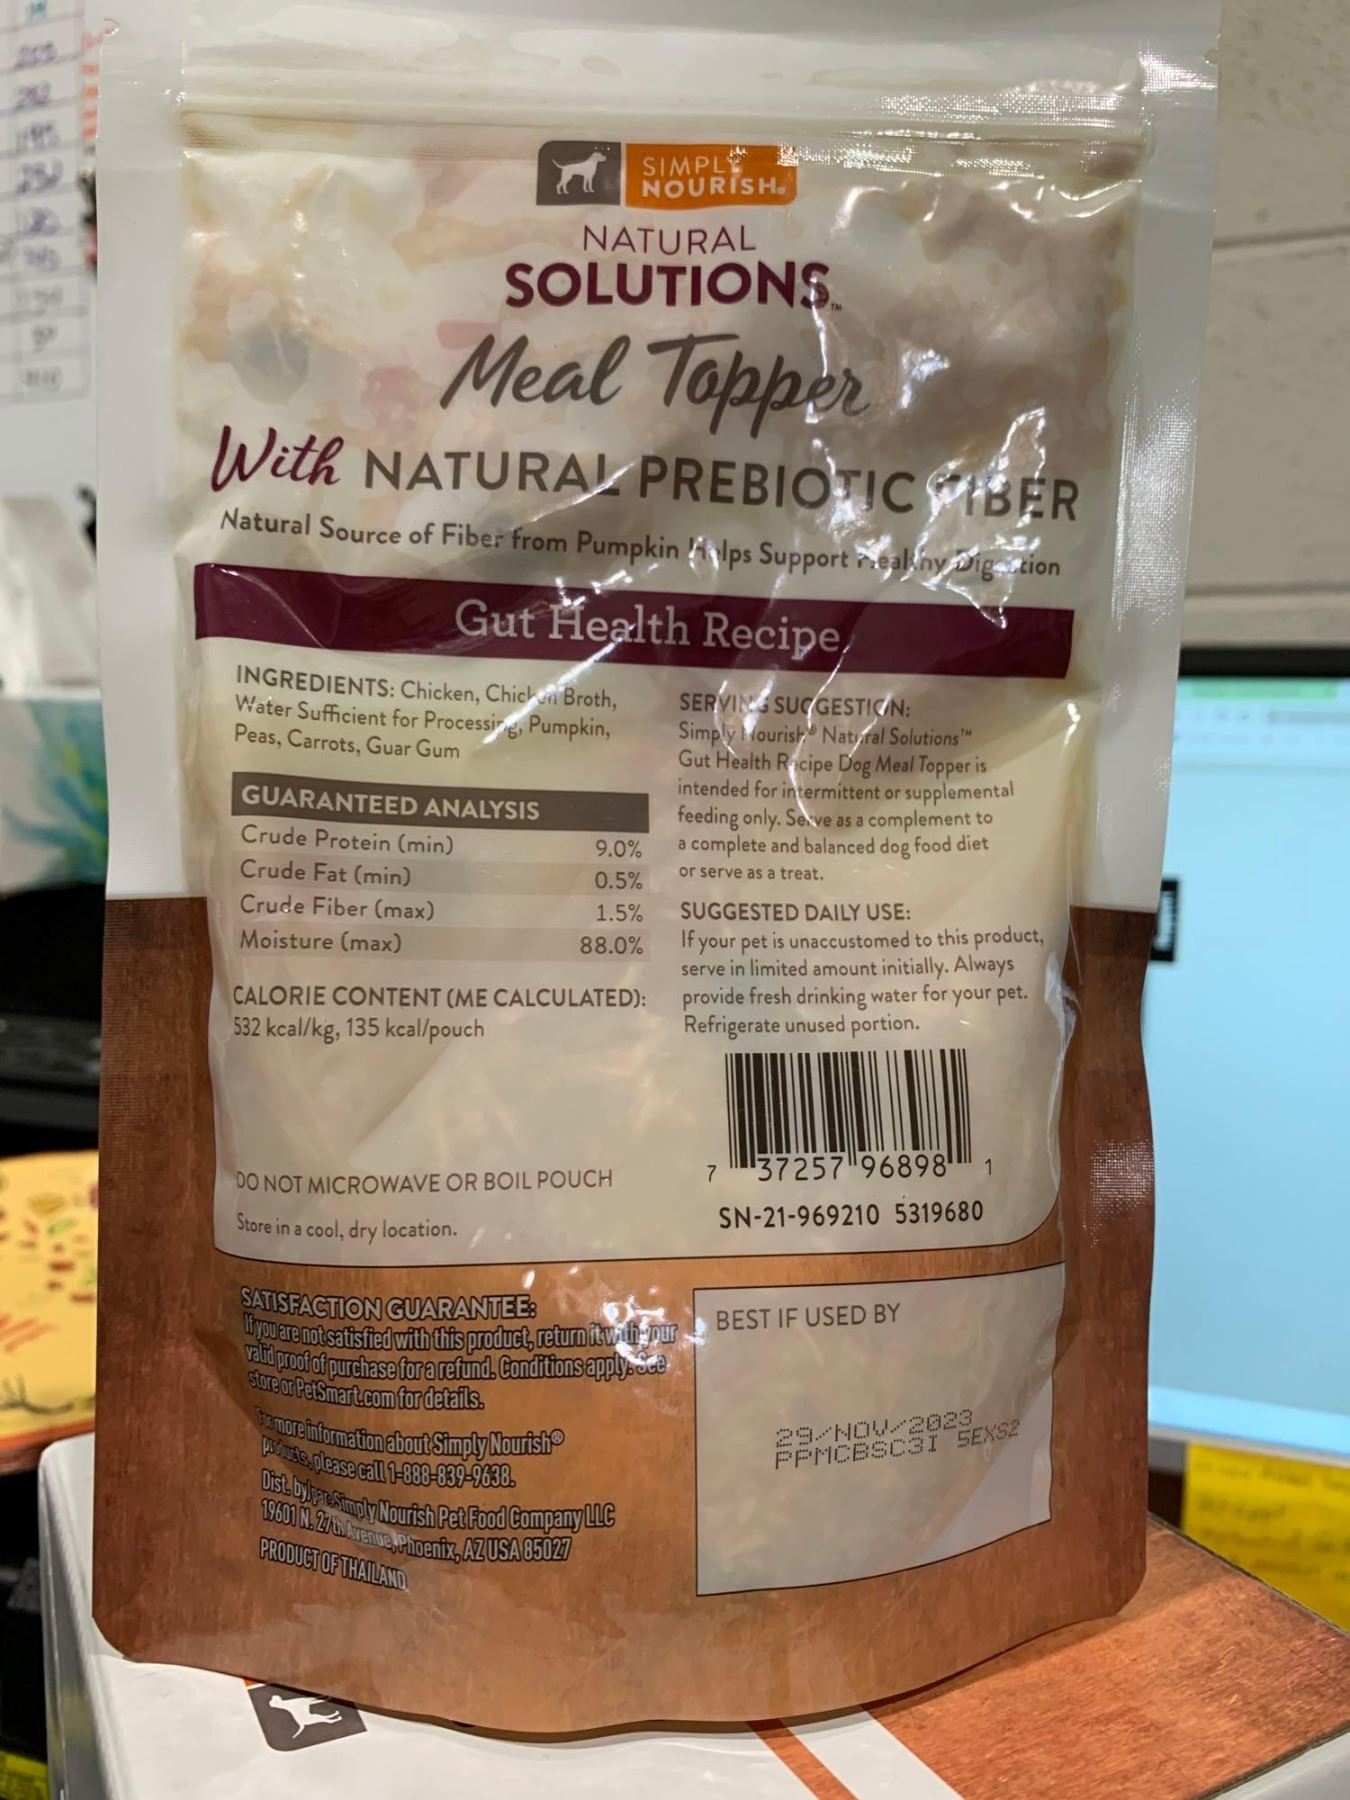 SIMPLY
NOURISH®
NATURAL
SOLUTIONS™
Meal Topper
With NATURAL PREBIOTIC FIBER
Natural Source of Fiber from Pumpkin Helps Support Healthy Digestion
Gut Health Recipe
INGREDIENTS: Chicken, Chicken Broth,
Water Sufficient for Processing, Pumpkin,
Peas, Carrots, Guar Gum
GUARANTEED ANALYSIS
Crude Protein (min) 9.0%
Crude Fat (min) 0.5%
Crude Fiber (max) 1.5%
Moisture (max) 88.0%
CALORIE CONTENT (ME CALCULATED):
532 kcal/kg, 135 kcal/pouch
DO NOT MICROWAVE OR BOIL POUCH
Store in a cool, dry location.
SERVING SUGGESTION:
Simply Nourish® Natural Solutions™
Gut Health Recipe Dog Meal Topper is
intended for intermittent or supplemental
feeding only. Serve as a complement to
a complete and balanced dog food diet
or serve as a treat.
SUGGESTED DAILY USE:
If your pet is unaccustomed to this product,
serve in limited amount initially. Always
provide fresh drinking water for your pet.
Refrigerate unused portion.
7 37257 96898 1
SN-21-969210 5319680
SATISFACTION GUARANTEE:
If you are not satisfied with this product, return it with your
valid proof of purchase for a refund. Conditions apply. See
store or PetSmart.com for details.
For more information about Simply Nourish®
products, please call 1-888-839-9638.
Dist. by/par: Simply Nourish Pet Food Company LLC
19601 N. 27th Avenue, Phoenix, AZ USA 85027
PRODUCT OF THAILAND
BEST IF USED BY
29/NOV/2023
PPMCBSC3I 5EXS2